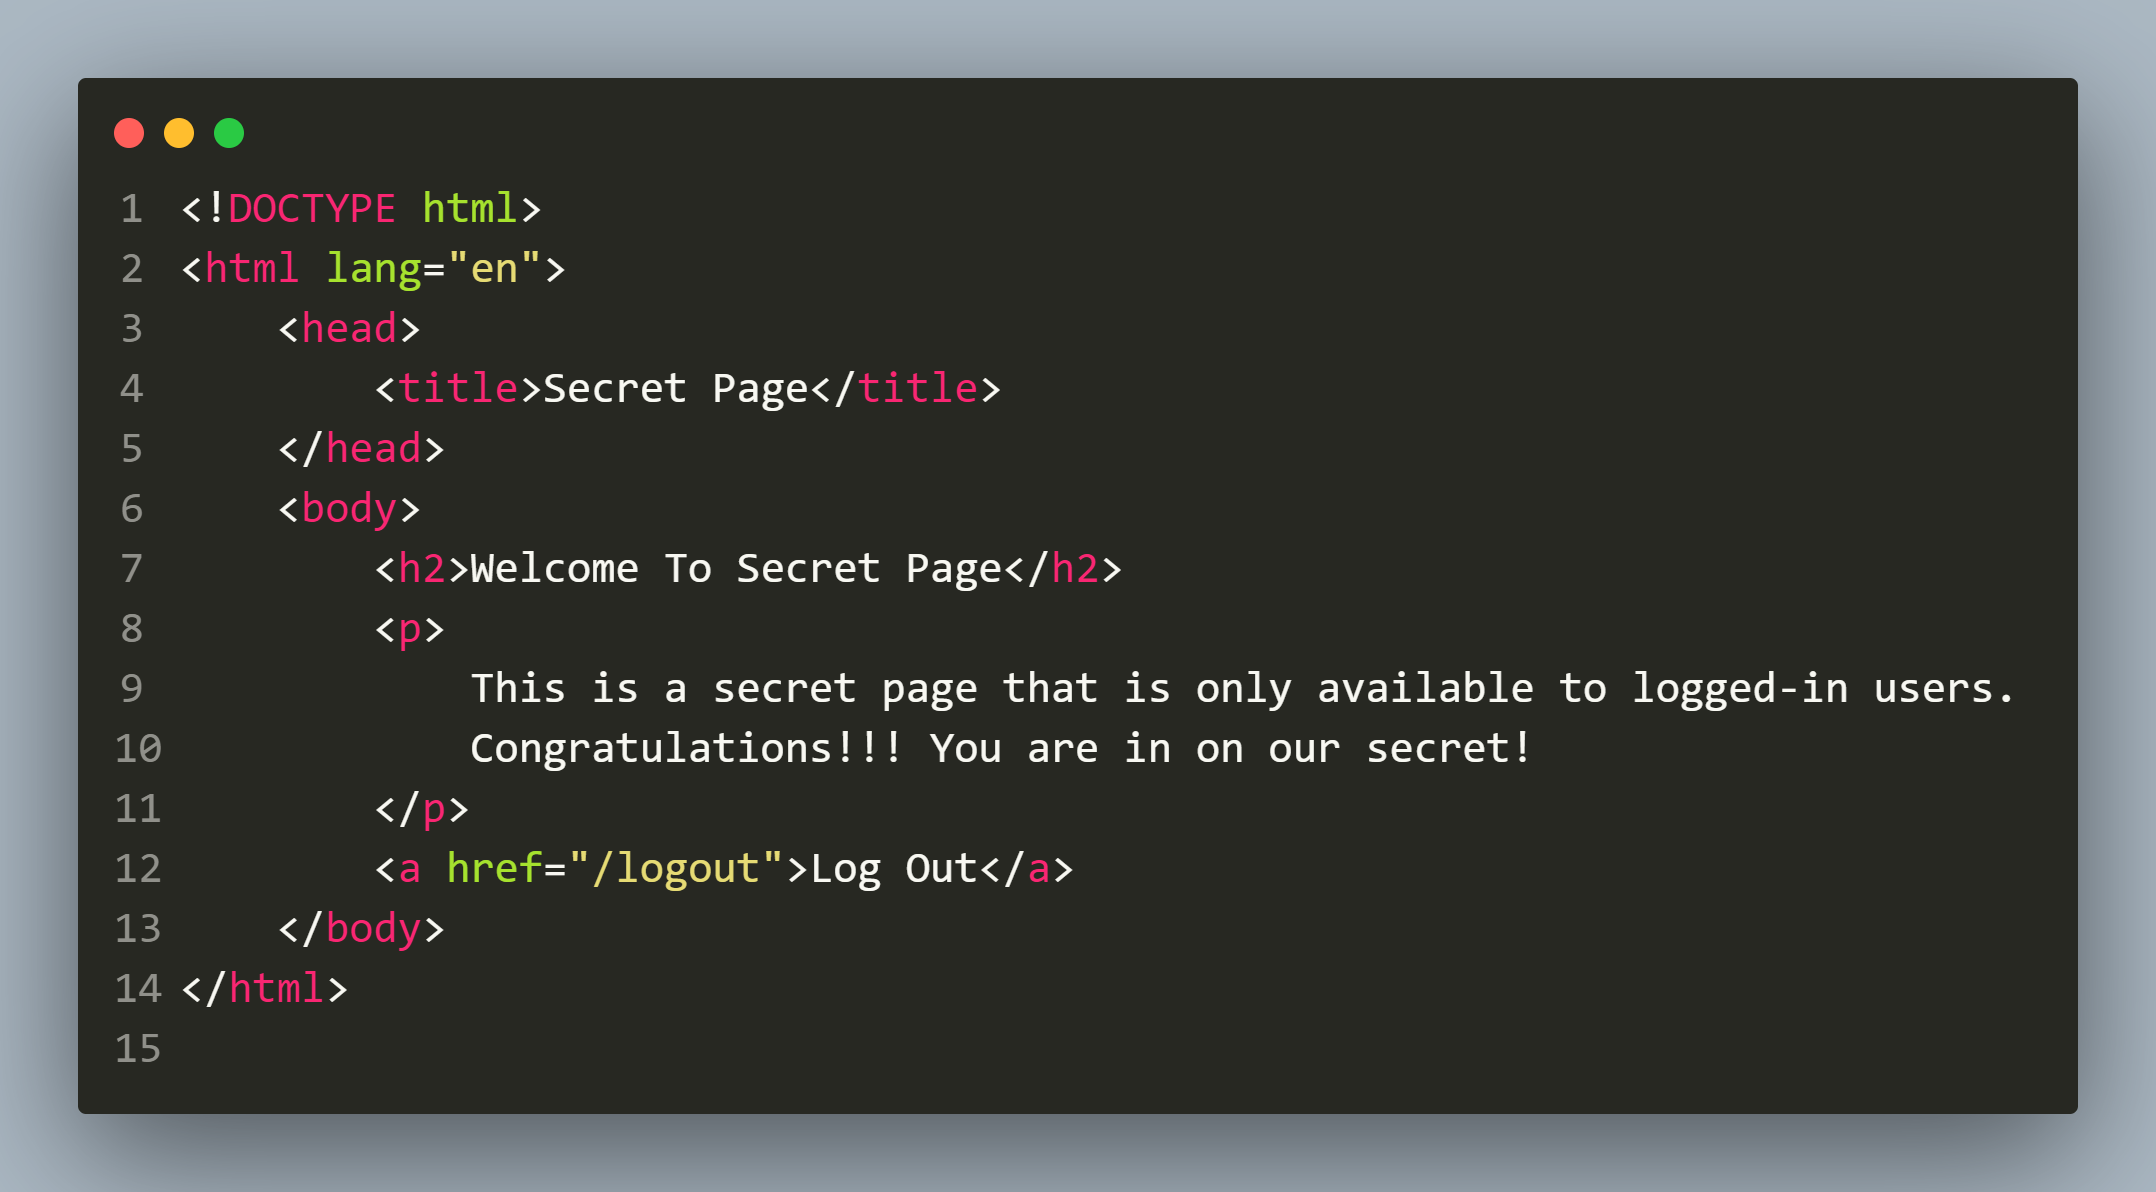 1 <!DOCTYPE html>
2 <html lang="en">
3     <head>
4         <title>Secret Page</title>
5     </head>
6     <body>
7         <h2>Welcome To Secret Page</h2>
8         <p>
9             This is a secret page that is only available to logged-in users.
10             Congratulations!!! You are in on our secret!
11         </p>
12         <a href="/logout">Log Out</a>
13     </body>
14 </html>
15